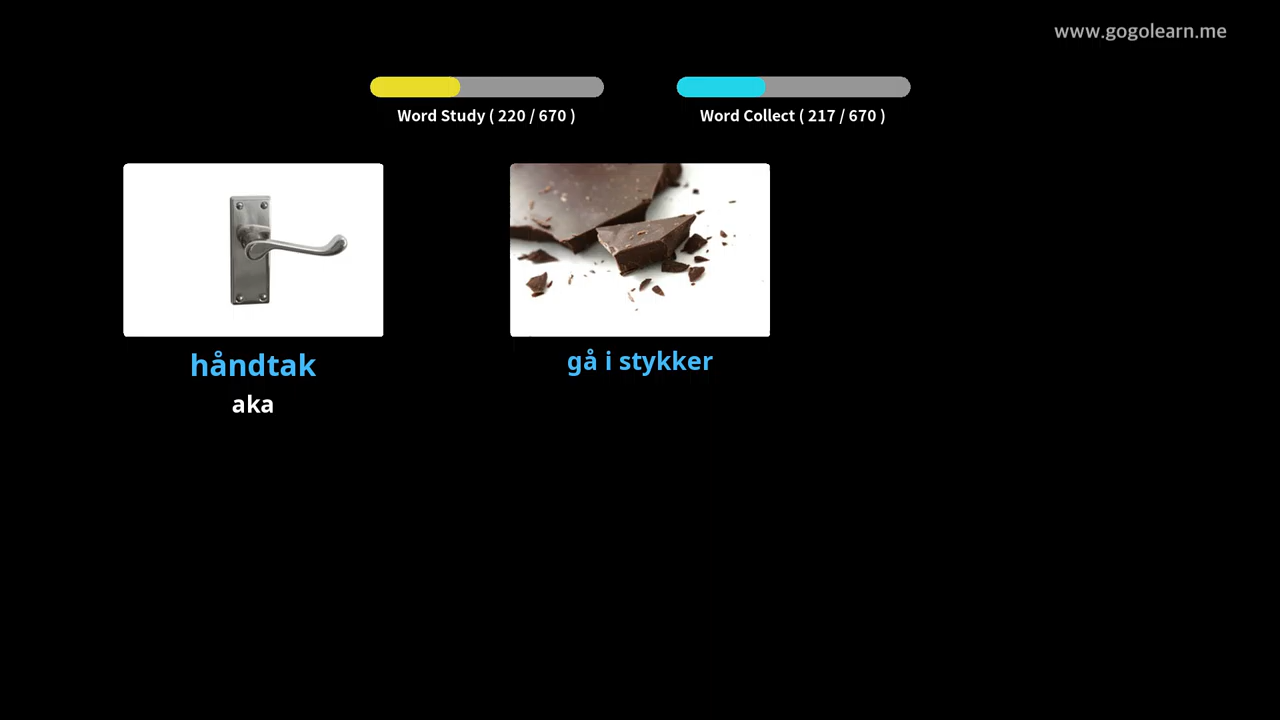 www.gogolearn.me
Word Study ( 220 / 670 )
Word Collect ( 217 / 670 )
håndtak
aka
gå i stykker